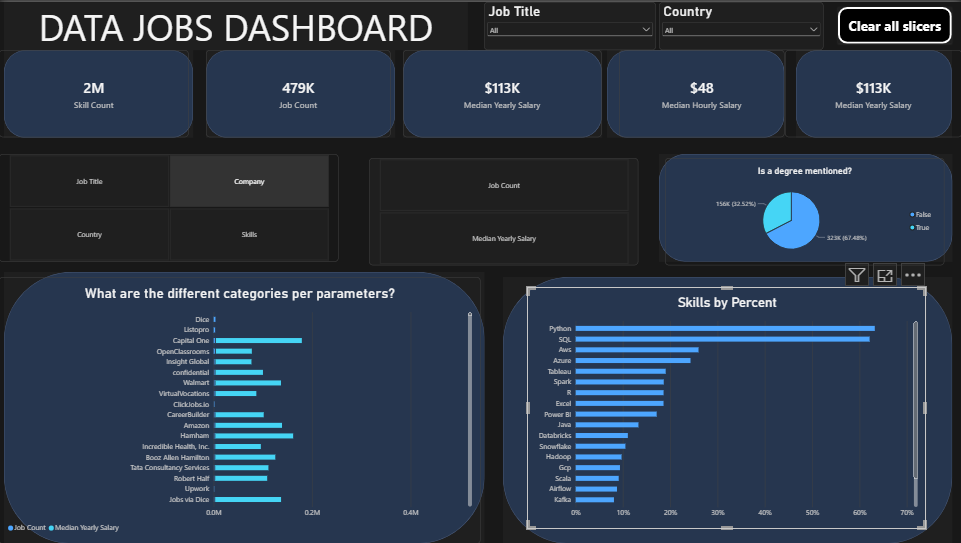 DATA JOBS DASHBOARD
Job Title
All
Country
All
Clear all slicers
2M
Skill Count
479K
Job Count
$113K
Median Yearly Salary
$48
Median Hourly Salary
$113K
Median Yearly Salary
Job Title
Company
Country
Skills
Job Count
Median Yearly Salary
Is a degree mentioned?
156K (32.52%)
323K (67.48%)
False
True
What are the different categories per parameters?
Dice
Listopro
Capital One
OpenClassrooms
Insight Global
confidential
Walmart
VirtualVocations
ClickJobs.io
CareerBuilder
Amazon
Harnham
Incredible Health, Inc.
Booz Allen Hamilton
Tata Consultancy Services
Robert Half
Upwork
Jobs via Dice
0.0M 0.2M 0.4M
Job Count Median Yearly Salary
Skills by Percent
Python
SQL
Aws
Azure
Tableau
Spark
R
Excel
Power BI
Java
Databricks
Snowflake
Hadoop
Gcp
Scala
Airflow
Kafka
0% 10% 20% 30% 40% 50% 60% 70%